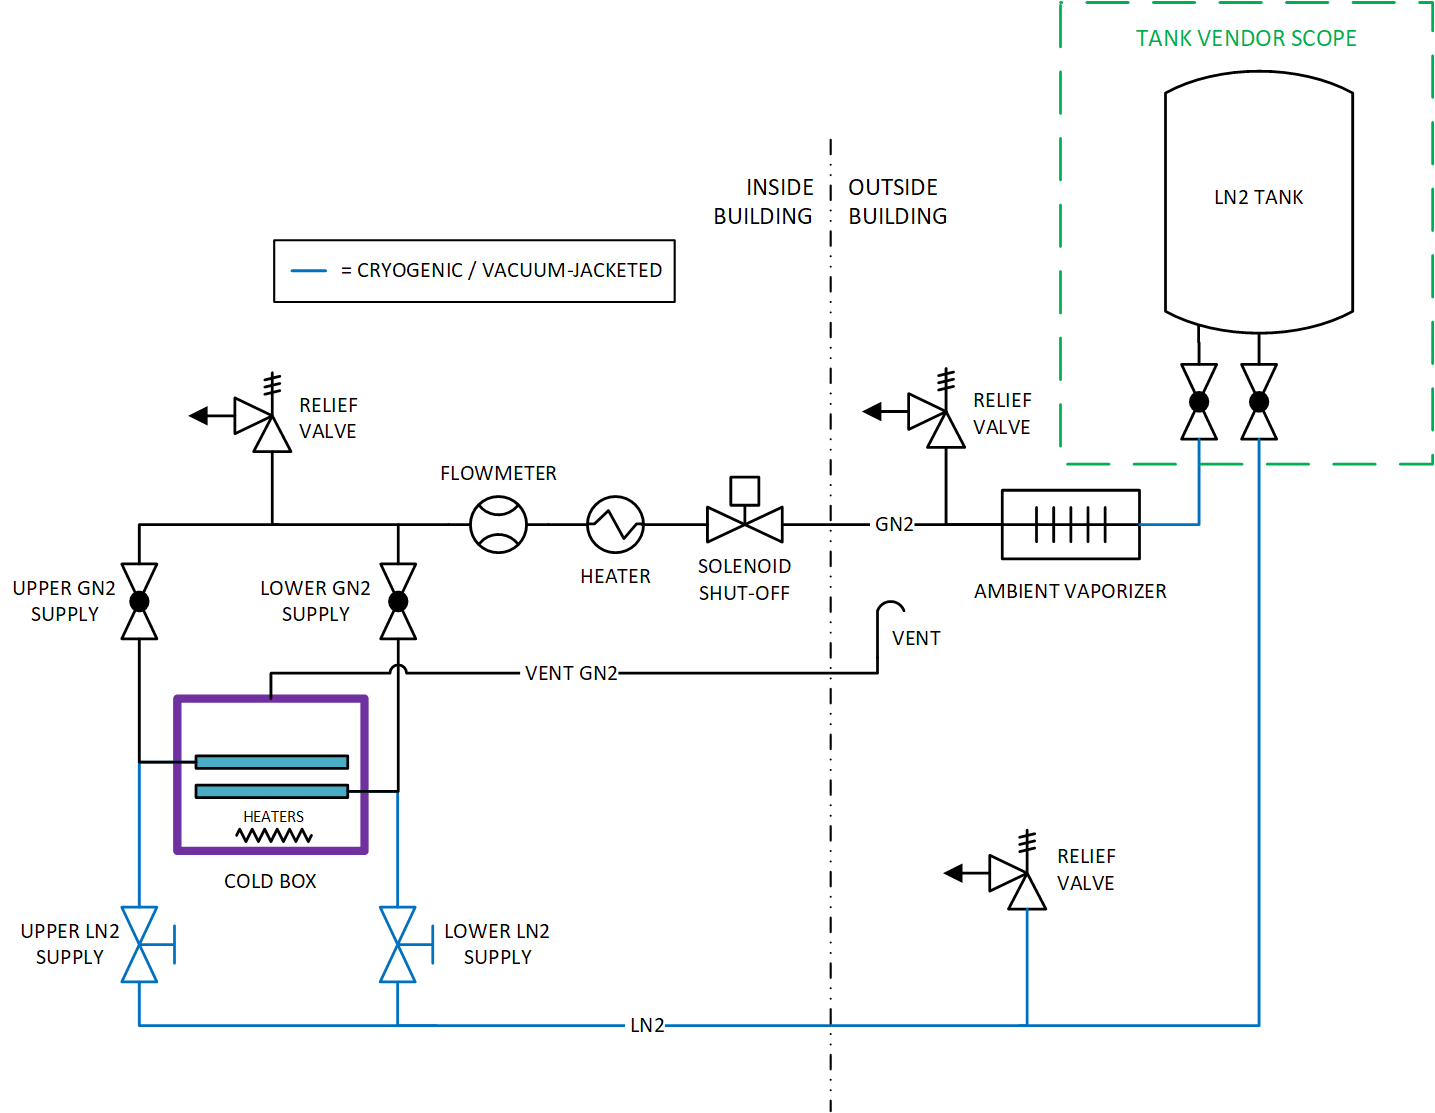 TANK VENDOR SCOPE
LN2 TANK
INSIDE
BUILDING
OUTSIDE
BUILDING
= CRYOGENIC / VACUUM-JACKETED
RELIEF
VALVE
RELIEF
VALVE
FLOWMETER
HEATER
SOLENOID
SHUT-OFF
GN2
AMBIENT VAPORIZER
UPPER GN2
SUPPLY
LOWER GN2
SUPPLY
VENT
VENT GN2
HEATERS
COLD BOX
RELIEF
VALVE
UPPER LN2
SUPPLY
LOWER LN2
SUPPLY
LN2